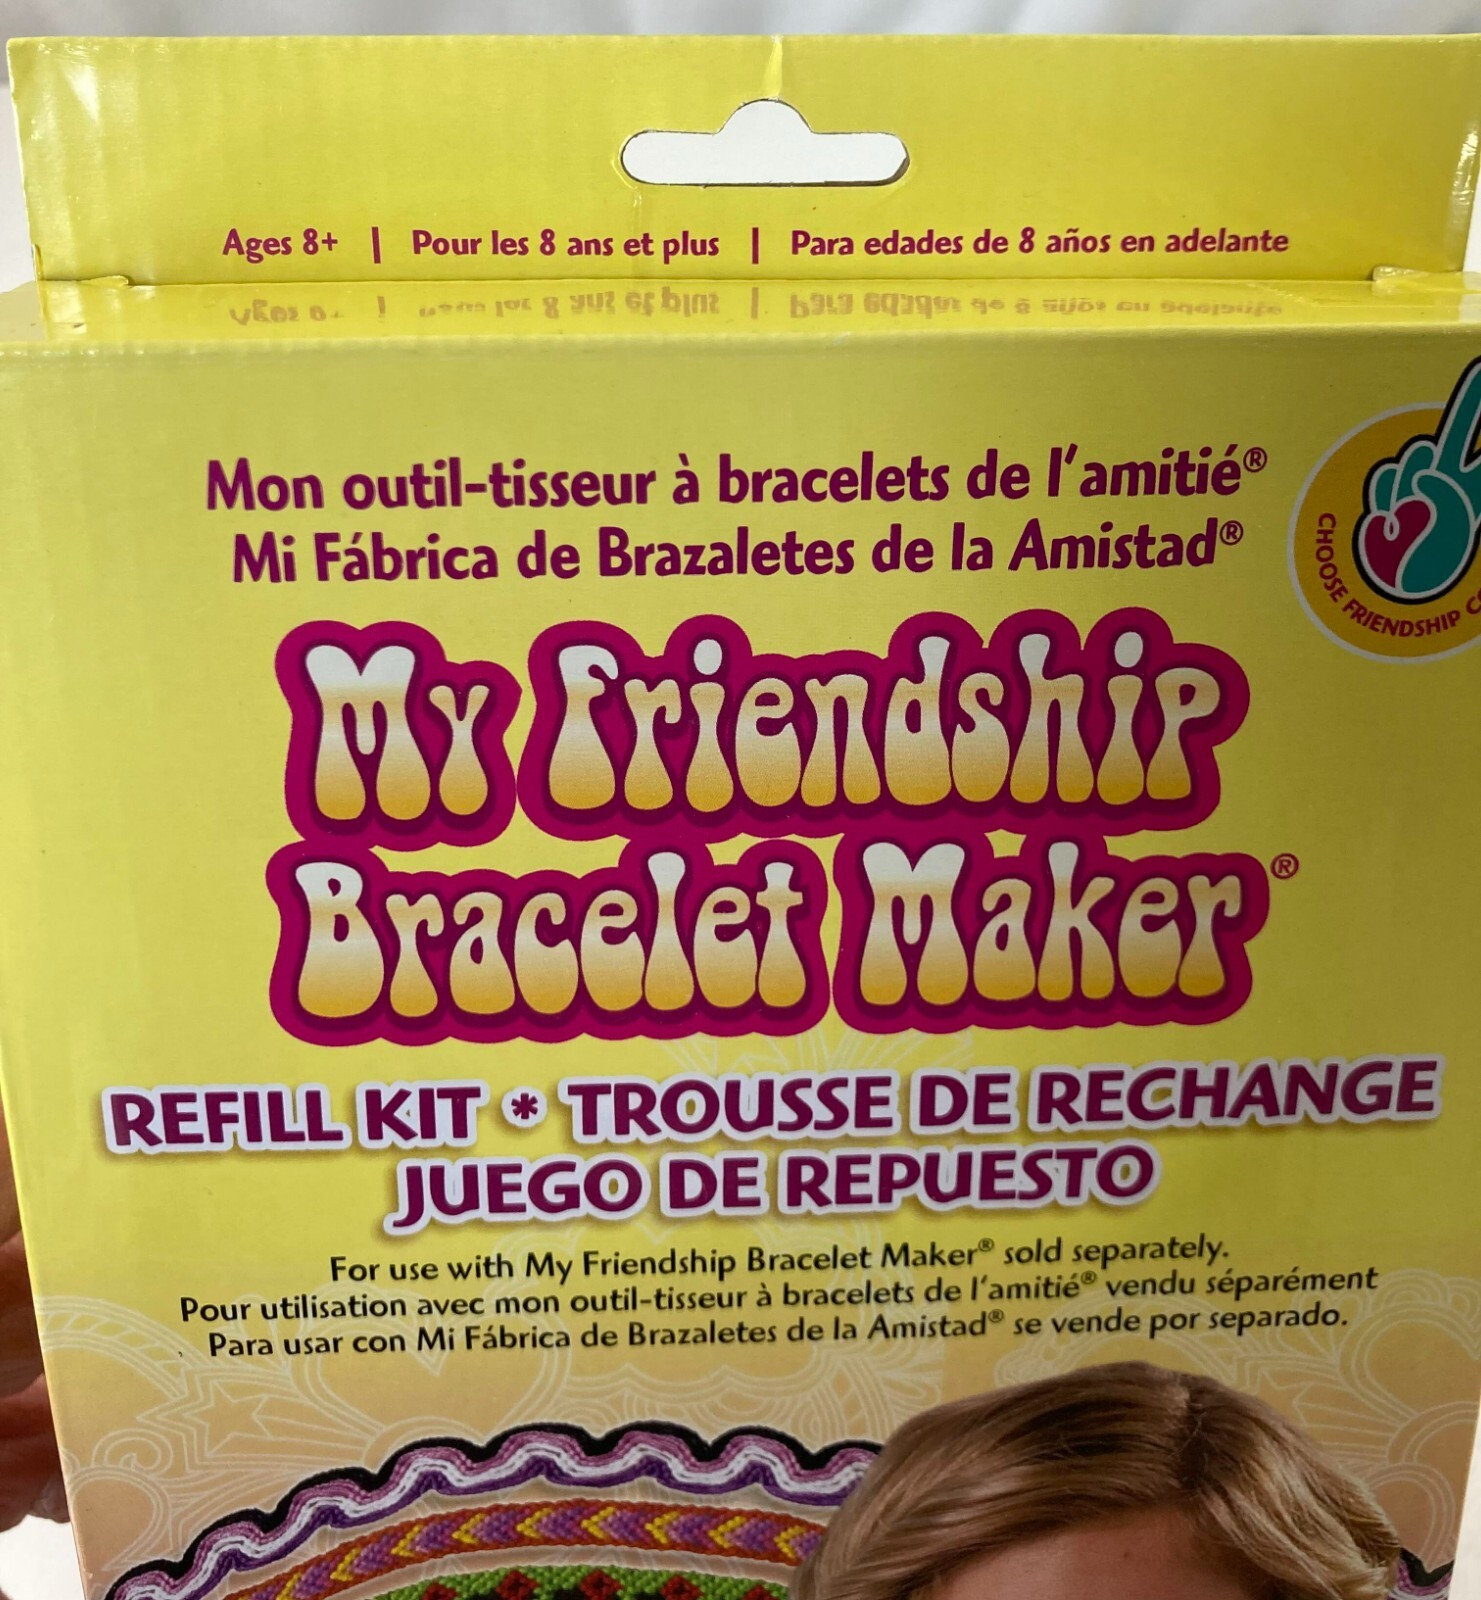 Ages 8+ | Pour les 8 ans et plus | Para edades de 8 años en adelante
Mon outil-tisseur à bracelets de l'amitié®
Mi Fábrica de Brazaletes de la Amistad®
CHOOSE FRIENDSHIP
My Friendship
Bracelet Maker®
REFILL KIT * TROUSSE DE RECHANGE
JUEGO DE REPUESTO
For use with My Friendship Bracelet Maker® sold separately.
Pour utilisation avec mon outil-tisseur à bracelets de l'amitié® vendu séparément
Para usar con Mi Fábrica de Brazaletes de la Amistad® se vende por separado.